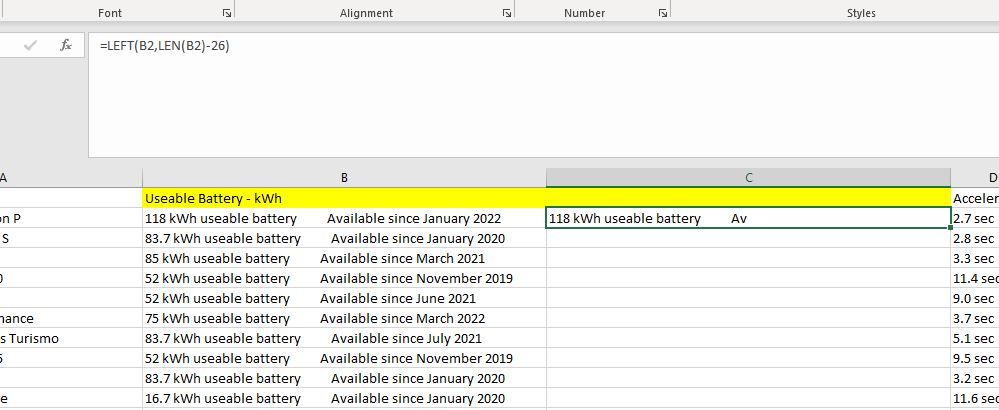 Font Alignment Number Styles
fx =LEFT(B2,LEN(B2)-26)
A B C D
Useable Battery - kWh Acceler
on P 118 kWh useable battery Available since January 2022 118 kWh useable battery Av 2.7 sec
S 83.7 kWh useable battery Available since January 2020 2.8 sec
85 kWh useable battery Available since March 2021 3.3 sec
0 52 kWh useable battery Available since November 2019 11.4 sec
52 kWh useable battery Available since June 2021 9.0 sec
mance 75 kWh useable battery Available since March 2022 3.7 sec
s Turismo 83.7 kWh useable battery Available since July 2021 5.1 sec
5 52 kWh useable battery Available since November 2019 9.5 sec
83.7 kWh useable battery Available since January 2020 3.2 sec
e 16.7 kWh useable battery Available since January 2020 11.6 sec